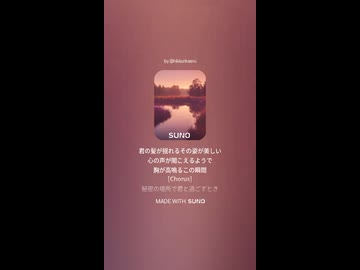 SUNO
君の髪が揺れるその姿が美しい
心の声が聞こえるようで
胸が高鳴るこの瞬間
[Chorus]
秘密の場所で君と過ごすとき
MADE WITH SUNO